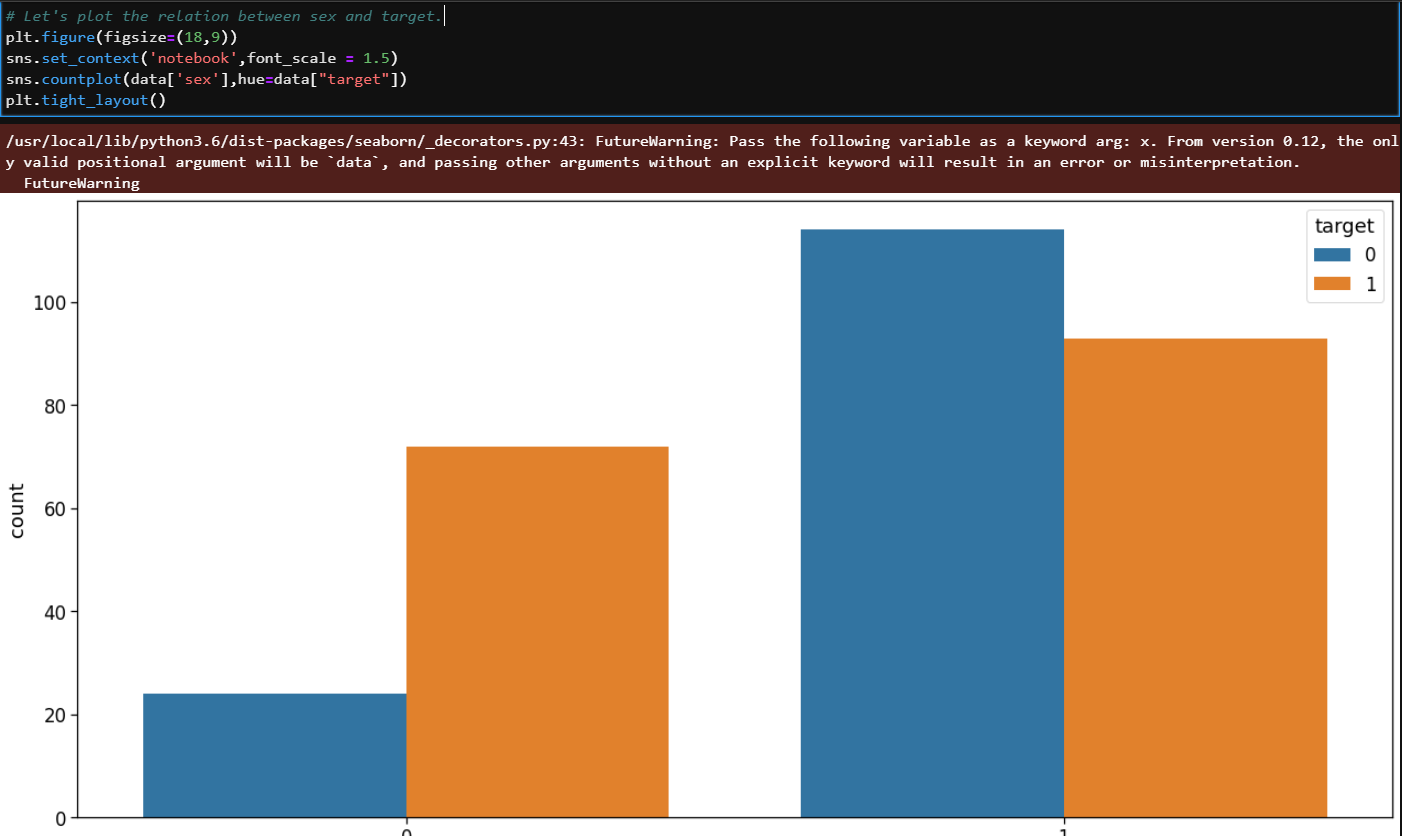 # Let's plot the relation between sex and target.
plt.figure(figsize=(18,9))
sns.set_context('notebook',font_scale = 1.5)
sns.countplot(data['sex'],hue=data["target"])
plt.tight_layout()
/usr/local/lib/python3.6/dist-packages/seaborn/_decorators.py:43: FutureWarning: Pass the following variable as a keyword arg: x. From version 0.12, the onl
y valid positional argument will be `data`, and passing other arguments without an explicit keyword will result in an error or misinterpretation.
  FutureWarning
target
0
1
100
80
60
40
20
0
count
0
1